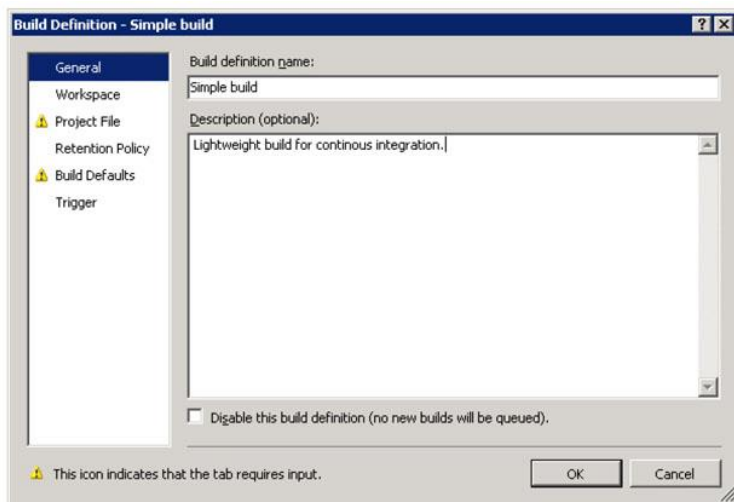 Build Definition - Simple build
General
Workspace
Project File
Retention Policy
Build Defaults
Trigger
Build definition name:
Simple build
Description (optional):
Lightweight build for continous integration.
Disable this build definition (no new builds will be queued).
This icon indicates that the tab requires input.
OK
Cancel